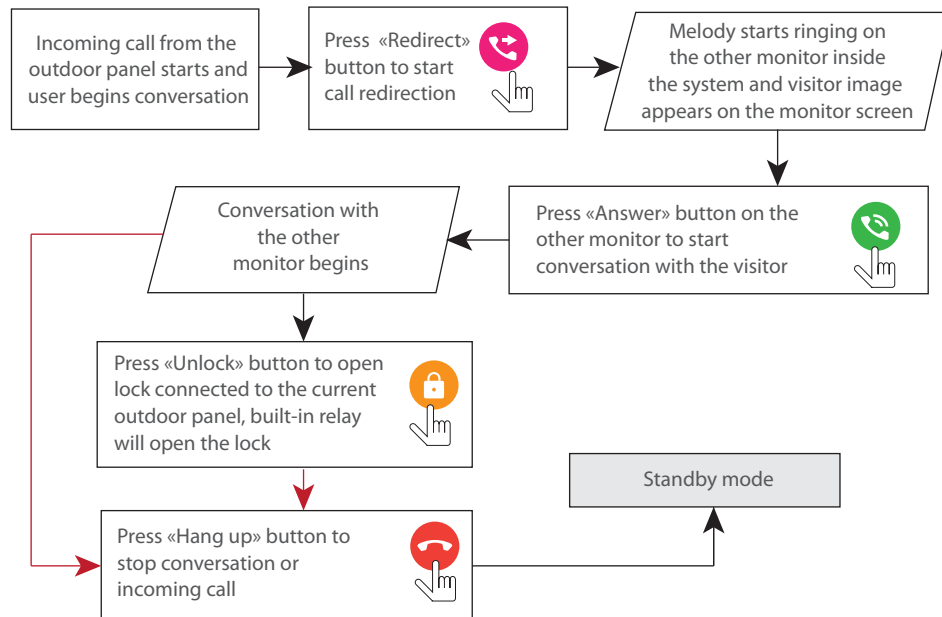 Incoming call from the
outdoor panel starts and
user begins conversation
Press «Redirect»
button to start
call redirection
Melody starts ringing on
the other monitor inside
the system and visitor image
appears on the monitor screen
Press «Answer» button on the
other monitor to start
conversation with the visitor
Conversation with
the other
monitor begins
Press «Unlock» button to open
lock connected to the current
outdoor panel, built-in relay
will open the lock
Press «Hang up» button to
stop conversation or
incoming call
Standby mode